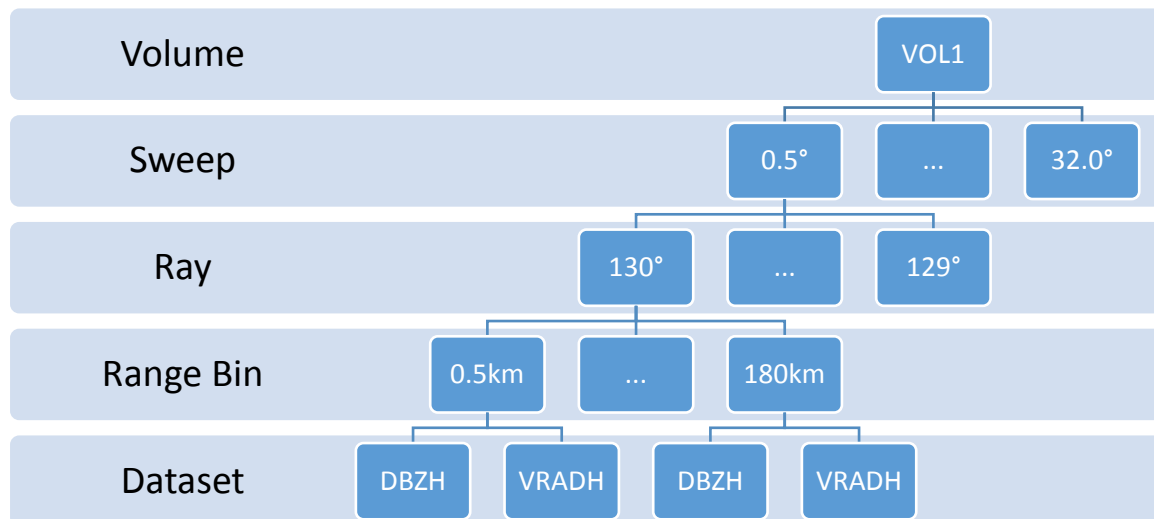 Volume
VOL1
Sweep
0.5°
...
32.0°
Ray
130°
...
129°
Range Bin
0.5km
...
180km
Dataset
DBZH
VRADH
DBZH
VRADH